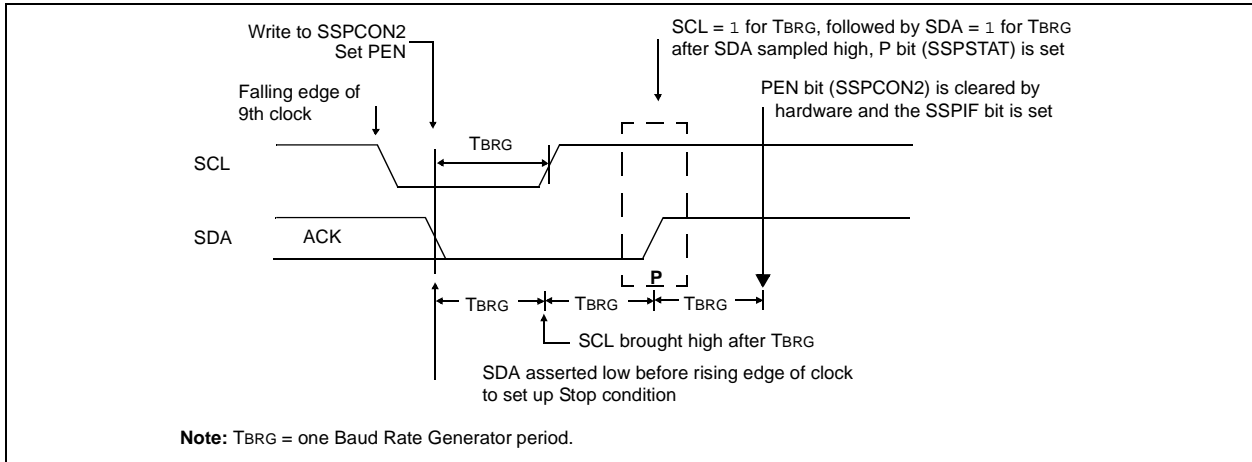 Write to SSPCON2
Set PEN
SCL = 1 for TBRG, followed by SDA = 1 for TBRG
after SDA sampled high, P bit (SSPSTAT) is set
Falling edge of
9th clock
PEN bit (SSPCON2) is cleared by
hardware and the SSPIF bit is set
TBRG
SCL
SDA
ACK
P
TBRG
TBRG
TBRG
SCL brought high after TBRG
SDA asserted low before rising edge of clock
to set up Stop condition
Note: TBRG = one Baud Rate Generator period.